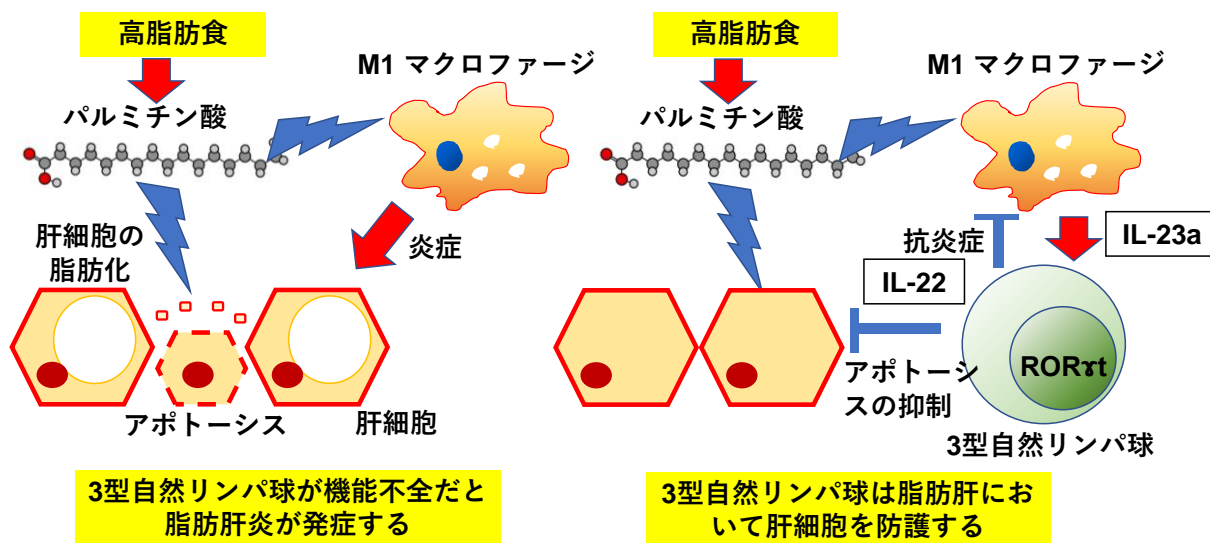 高脂肪食
パルミチン酸
M1 マクロファージ
肝細胞の
脂肪化
炎症
アポトーシス
肝細胞
3型自然リンパ球が機能不全だと
脂肪肝炎が発症する
高脂肪食
パルミチン酸
M1 マクロファージ
抗炎症
IL-23a
IL-22
アポトーシ
スの抑制
RORɤt
3型自然リンパ球
3型自然リンパ球は脂肪肝にお
いて肝細胞を防護する